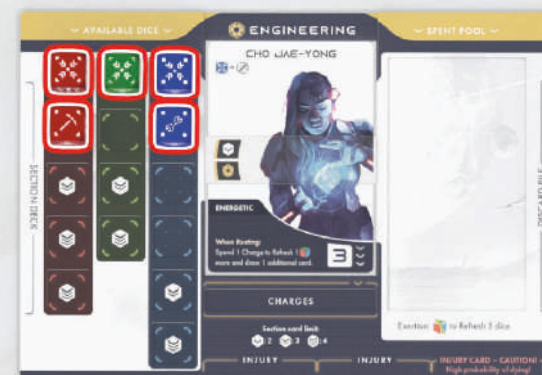 AVAILABLE DICE
ENGINEERING
SPENT POOL
CHO JAE-YONG
SECTION DECK
DISCARD PILE
ENERGETIC
When Resting:
Spend 1 Charge to Refresh 1
more and draw 1 additional card.
3
CHARGES
Section card limit:
: 2 : 3 : 4
Exertion: to Refresh 3 dice
INJURY
INJURY
INJURY CARD – CAUTION!
High probability of dying!